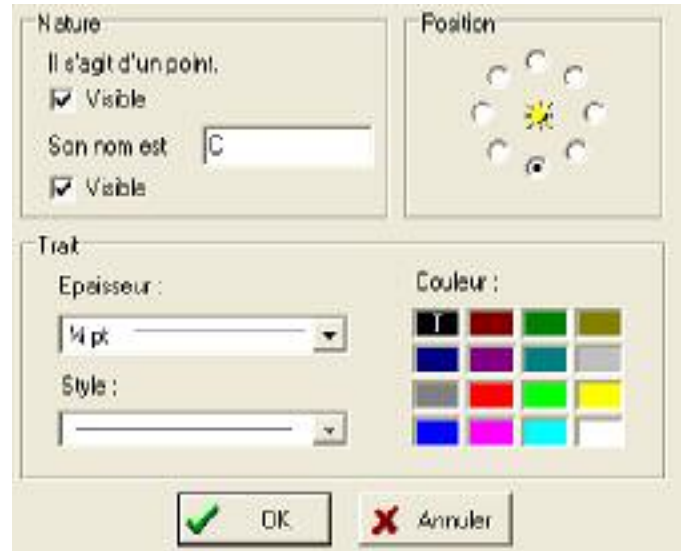 Nature
Il s'agit d'un point.
Visible
Son nom est C
Visible
Position
Trait
Epaisseur :
¼ pt
Style :
Couleur :
T
OK
Annuler